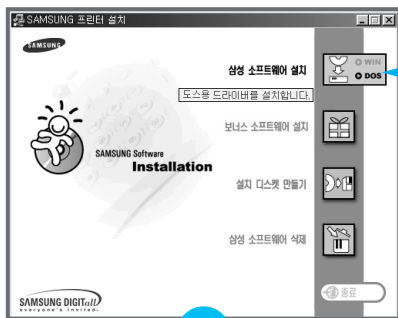 SAMSUNG 프린터 설치
SAMSUNG
삼성 소프트웨어 설치
WIN
DOS
도스용 드라이버를 설치합니다.
보너스 소프트웨어 설치
SAMSUNG Software
Installation
설치 디스켓 만들기
삼성 소프트웨어 삭제
종료
SAMSUNG DIGITall
everyone's invited.